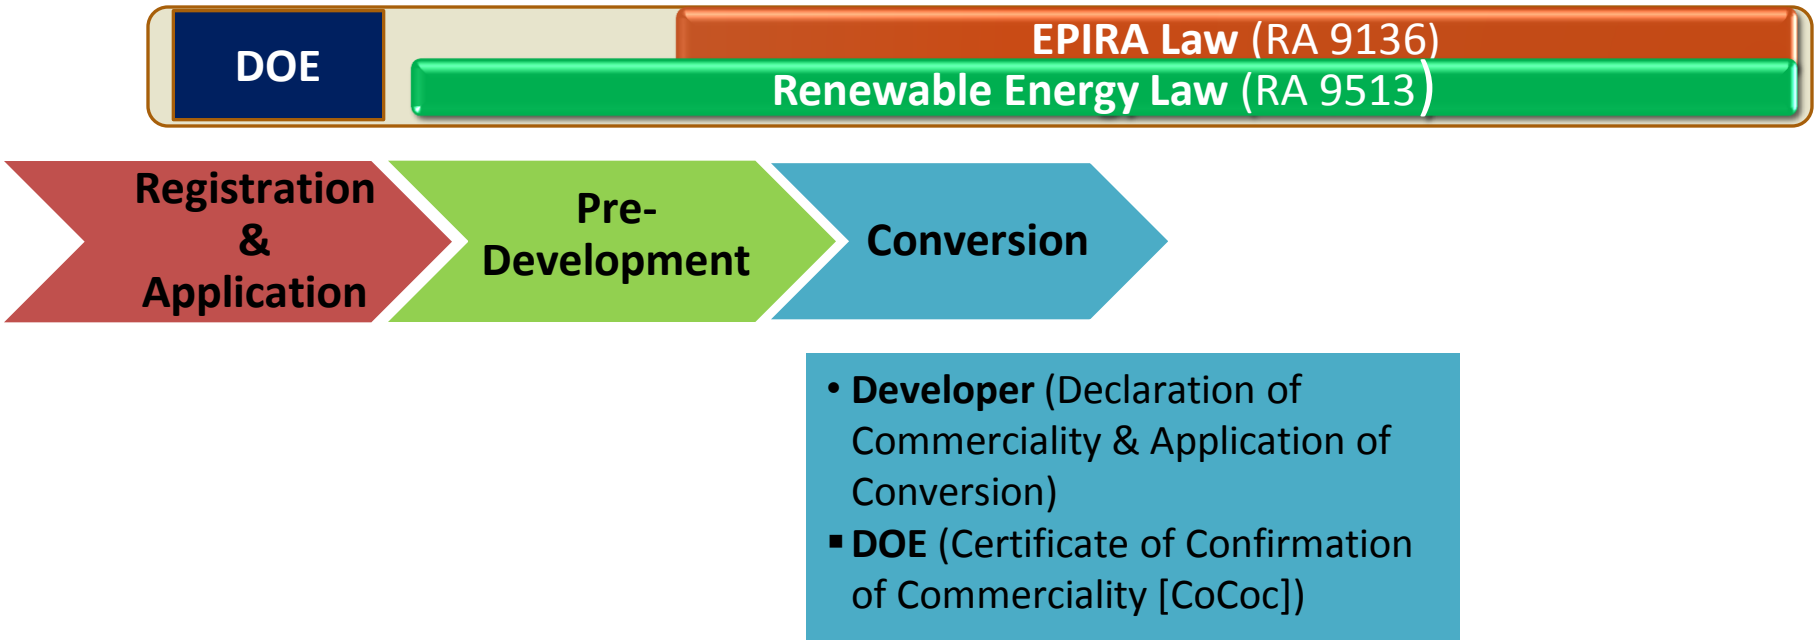 DOE
EPIRA Law (RA 9136)
Renewable Energy Law (RA 9513)
Registration
&
Application
Pre-
Development
Conversion
• Developer (Declaration of
Commerciality & Application of
Conversion)
▪ DOE (Certificate of Confirmation
of Commerciality [CoCoc])